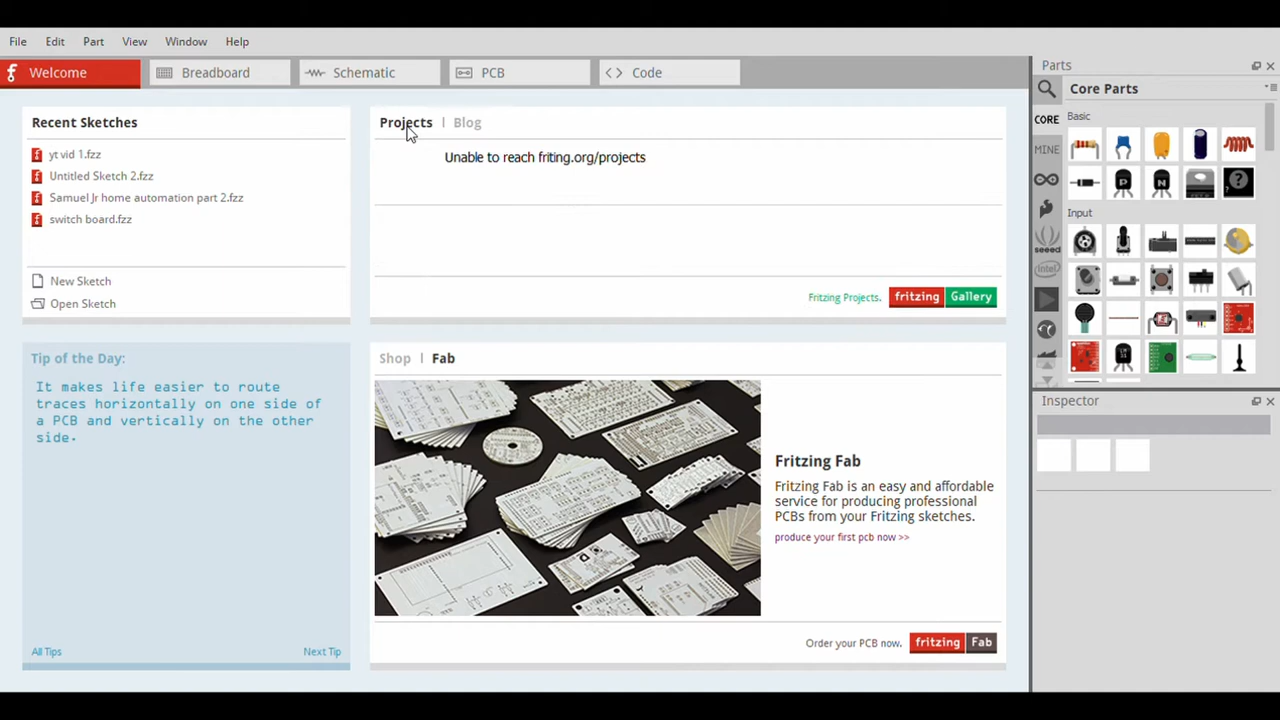 File Edit Part View Window Help
Welcome Breadboard Schematic PCB Code
Recent Sketches
yt vid 1.fzz
Untitled Sketch 2.fzz
Samuel Jr home automation part 2.fzz
switch board.fzz
New Sketch
Open Sketch
Projects | Blog
Unable to reach friting.org/projects
Fritzing Projects. fritzing Gallery
Tip of the Day:
It makes life easier to route
traces horizontally on one side of
a PCB and vertically on the other
side.
All Tips Next Tip
Shop | Fab
Fritzing Fab
Fritzing Fab is an easy and affordable
service for producing professional
PCBs from your Fritzing sketches.
produce your first pcb now >>
Order your PCB now. fritzing Fab
Parts
Core Parts
CORE
MINE
seeed
intel
Basic
P N ?
Input
Inspector